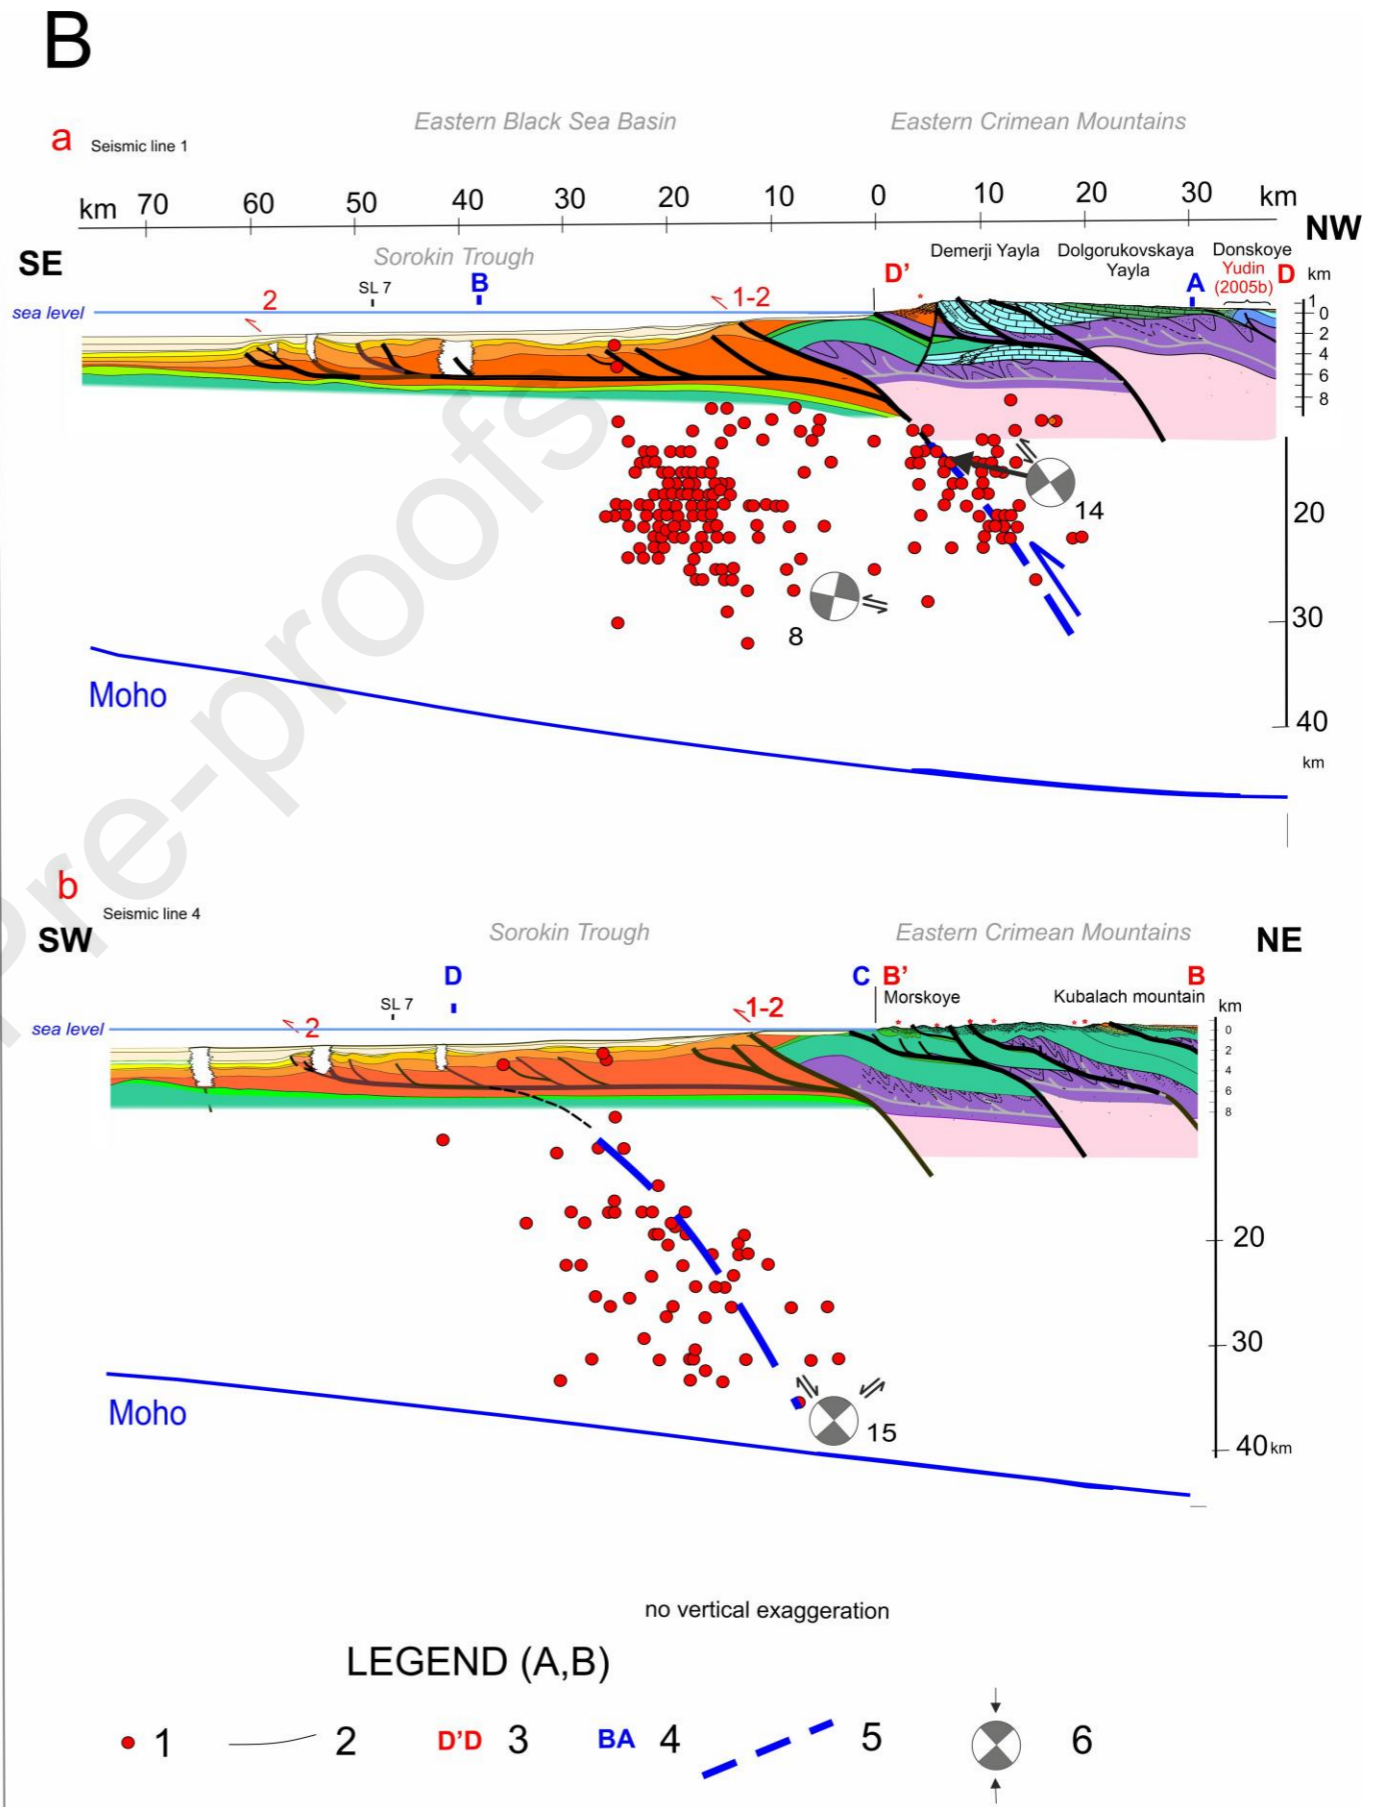 B
a Seismic line 1
Eastern Black Sea Basin Eastern Crimean Mountains
km 70 60 50 40 30 20 10 0 10 20 30 km
NW
SE
Sorokin Trough
Demerji Yayla Dolgorukovskaya Yayla Donskoye
Yudin (2005b)
D' A D km
2 SL 7 B 1-2
sea level
1
0
2
4
6
8
14
20
8
30
Moho
40
km
Pre-proofs
b Seismic line 4
SW Sorokin Trough Eastern Crimean Mountains NE
D C B' B
SL 7 Morskoye Kubalach mountain km
2 1-2
sea level
0
2
4
6
8
20
30
Moho
15
40 km
no vertical exaggeration
LEGEND (A,B)
1 2 D'D 3 BA 4 5 6